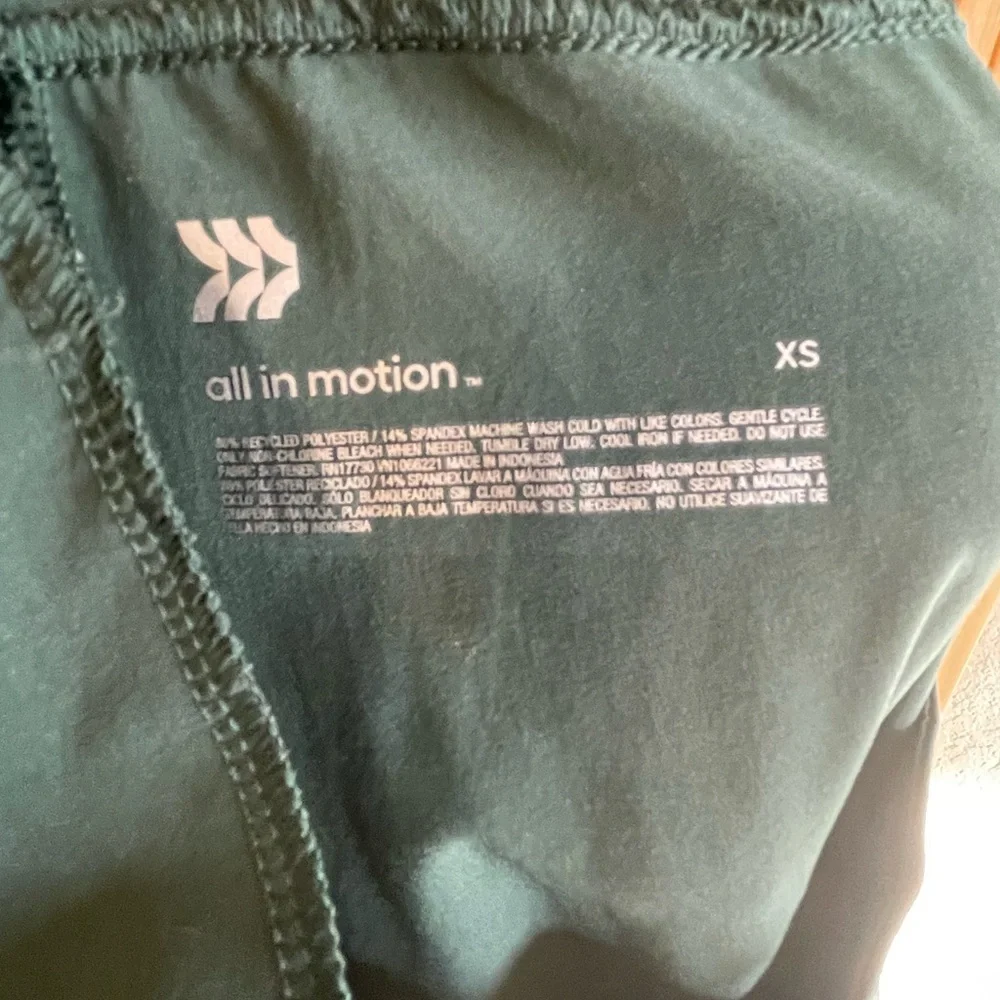 all in motion™
XS
RECYCLED POLYESTER / 14% SPANDEX MACHINE WASH COLD WITH LIKE COLORS. GENTLE CYCLE.
ONLY NON-CHLORINE BLEACH WHEN NEEDED. TUMBLE DRY LOW. COOL IRON IF NEEDED. DO NOT USE
FABRIC SOFTENER. RN17730 VN1066221 MADE IN INDONESIA
POLIÉSTER RECICLADO / 14% SPANDEX LAVAR A MÁQUINA CON AGUA FRÍA CON COLORES SIMILARES.
CICLO DELICADO. SÓLO BLANQUEADOR SIN CLORO CUANDO SEA NECESARIO. SECAR A MÁQUINA A
TEMPERATURA BAJA. PLANCHAR A BAJA TEMPERATURA SI ES NECESARIO. NO UTILICE SUAVIZANTE DE
HECHO EN INDONESIA